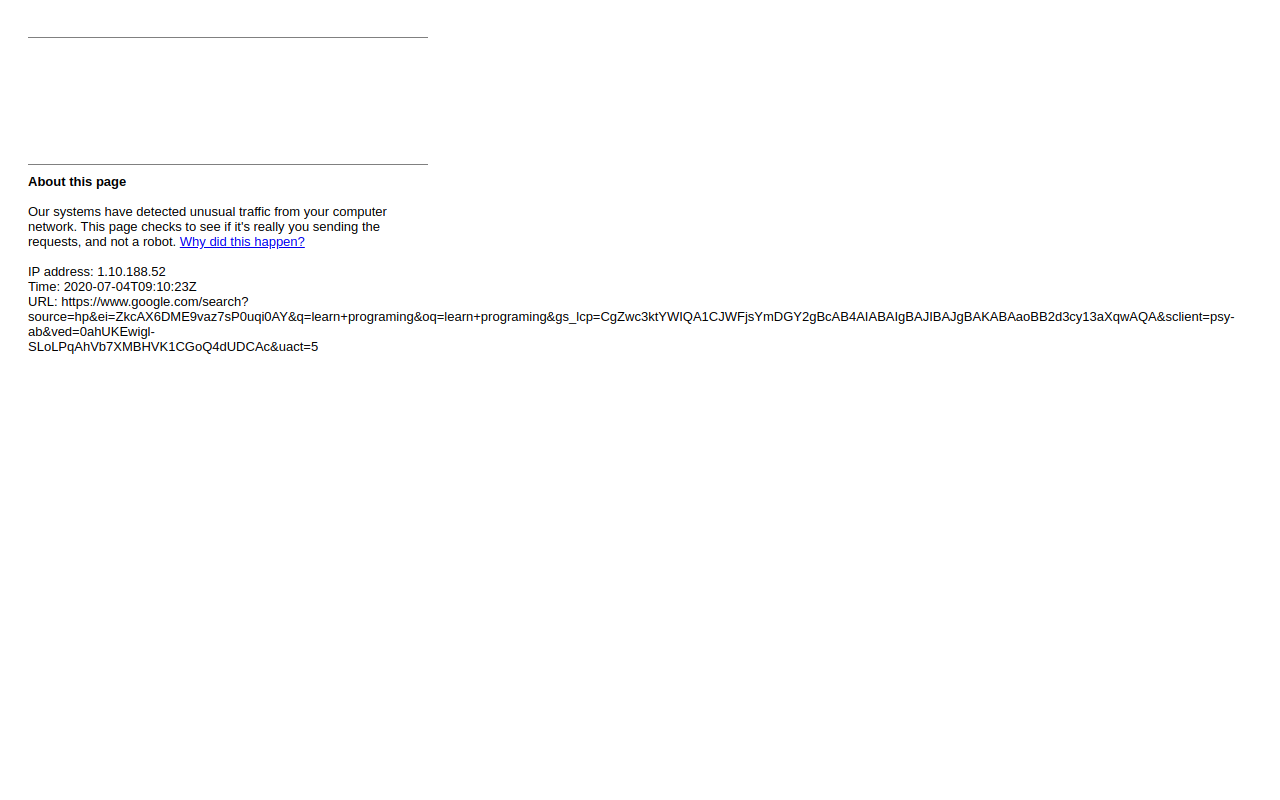 About this page
Our systems have detected unusual traffic from your computer
network. This page checks to see if it's really you sending the
requests, and not a robot. Why did this happen?
IP address: 1.10.188.52
Time: 2020-07-04T09:10:23Z
URL: https://www.google.com/search?
source=hp&ei=ZkcAX6DME9vaz7sP0uqi0AY&q=learn+programing&oq=learn+programing&gs_lcp=CgZwc3ktYWIQA1CJWFjsYmDGY2gBcAB4AIABAIgBAJIBAJgBAKABAaoBB2d3cy13aXqwAQA&sclient=psy-
ab&ved=0ahUKEwigl-
SLoLPqAhVb7XMBHVK1CGoQ4dUDCAc&uact=5